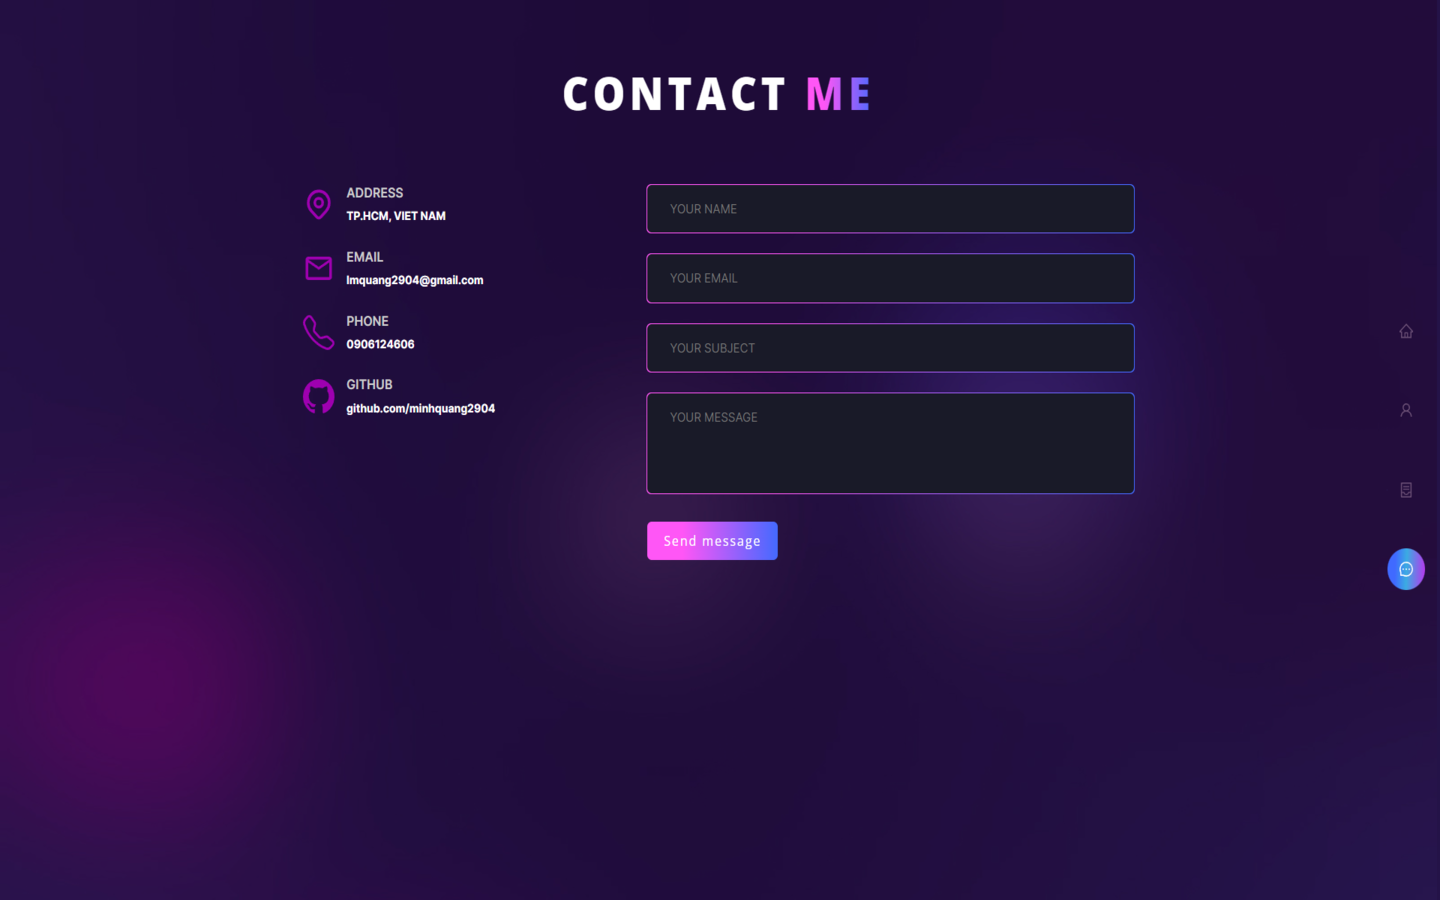 CONTACT ME
ADDRESS
TP.HCM, VIET NAM
EMAIL
lmquang2904@gmail.com
PHONE
0906124606
GITHUB
github.com/minhquang2904
YOUR NAME
YOUR EMAIL
YOUR SUBJECT
YOUR MESSAGE
Send message